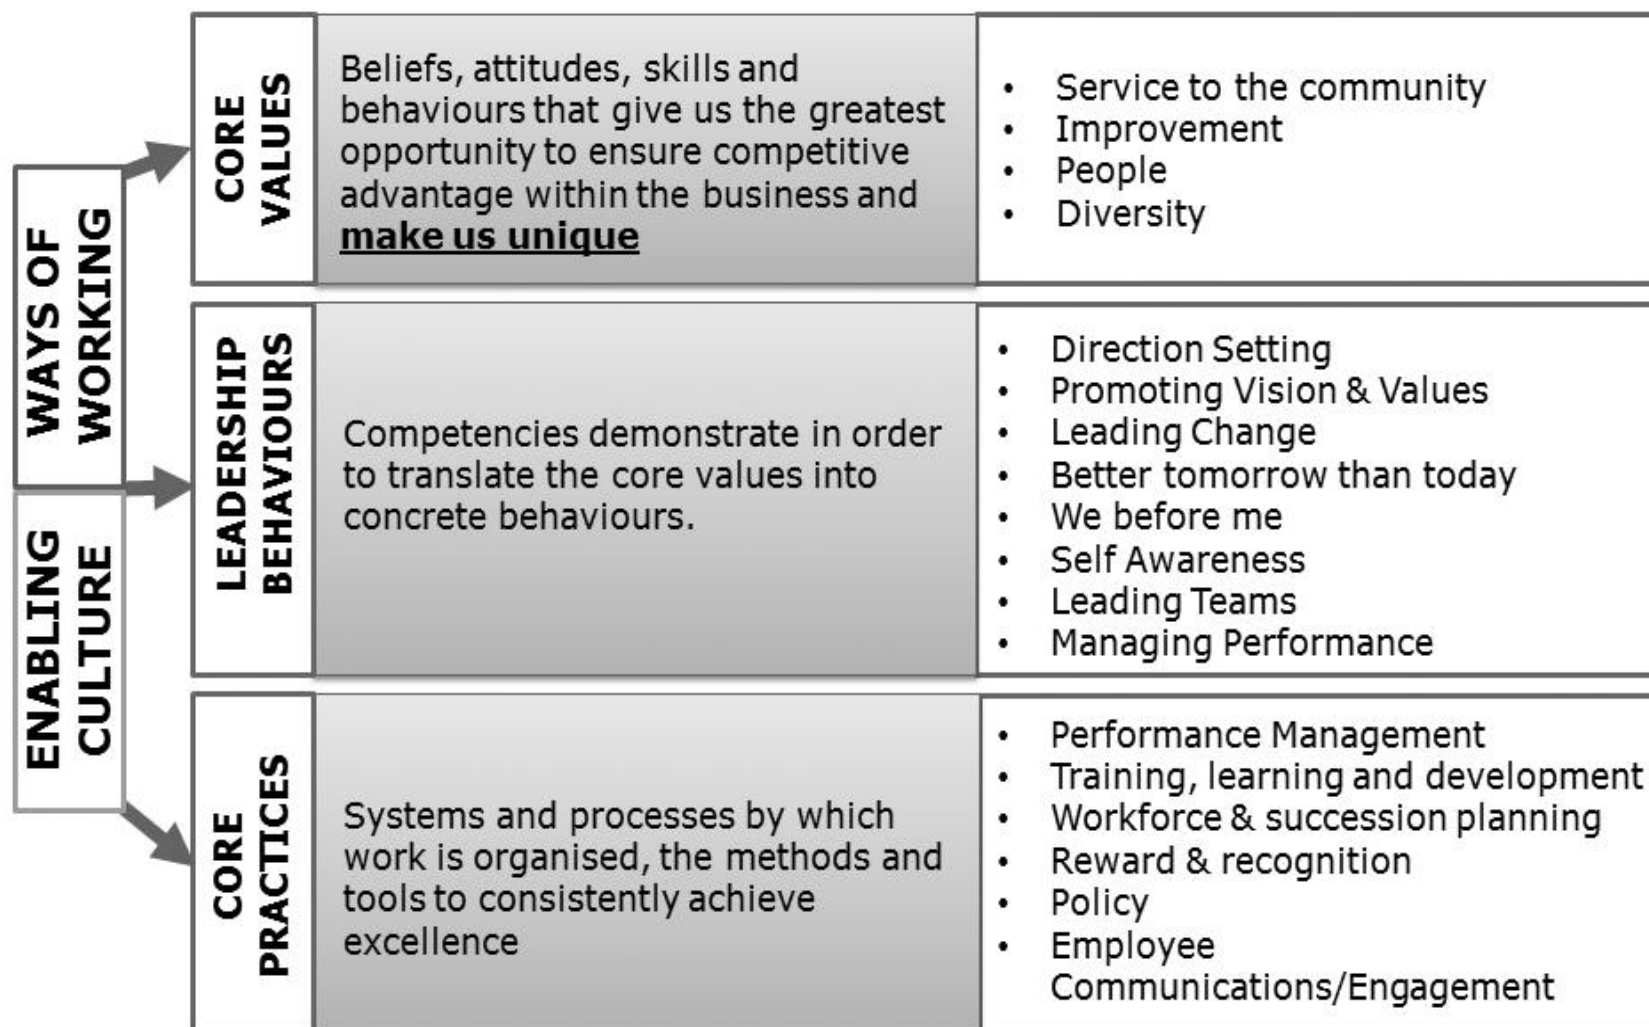 WAYS OF
WORKING
ENABLING
CULTURE
CORE
VALUES
Beliefs, attitudes, skills and
behaviours that give us the greatest
opportunity to ensure competitive
advantage within the business and
make us unique
• Service to the community
• Improvement
• People
• Diversity
LEADERSHIP
BEHAVIOURS
Competencies demonstrate in order
to translate the core values into
concrete behaviours.
• Direction Setting
• Promoting Vision & Values
• Leading Change
• Better tomorrow than today
• We before me
• Self Awareness
• Leading Teams
• Managing Performance
CORE
PRACTICES
Systems and processes by which
work is organised, the methods and
tools to consistently achieve
excellence
• Performance Management
• Training, learning and development
• Workforce & succession planning
• Reward & recognition
• Policy
• Employee
Communications/Engagement